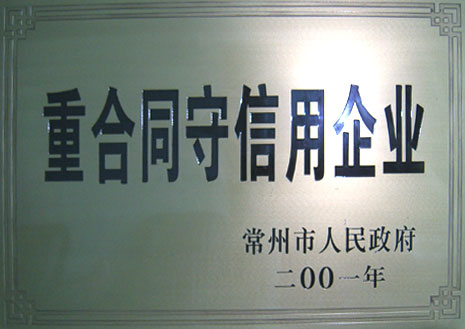 重合同守信用企业
常州市人民政府
二00一年